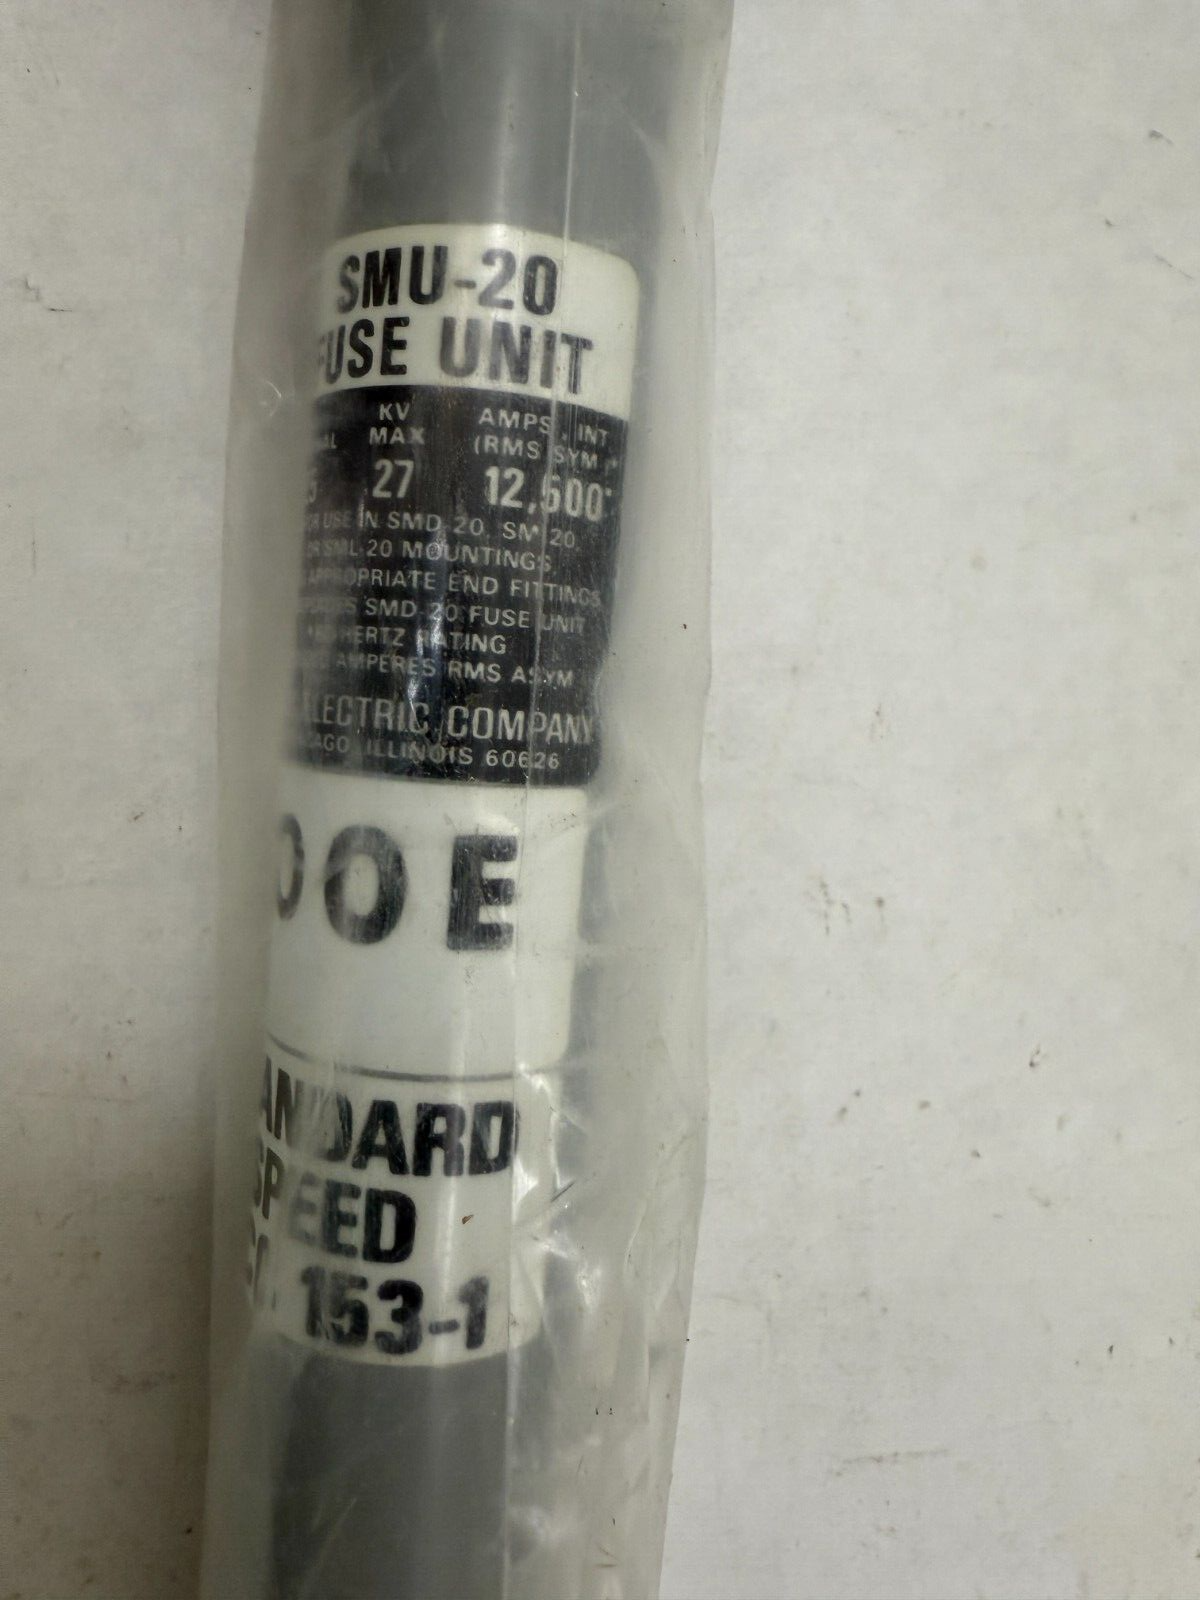 SMU-20
FUSE UNIT
KV AMPS. INT
MAX (RMS SYM.)*
27 12,500*
USE IN SMD-20, SM 20,
OR SML-20 MOUNTINGS
APPROPRIATE END FITTINGS
SMD-20 FUSE UNIT
HERTZ RATING
AMPERES RMS ASYM
ELECTRIC COMPANY
ILLINOIS 60626
00E
ANDARD
SPEED
153-1